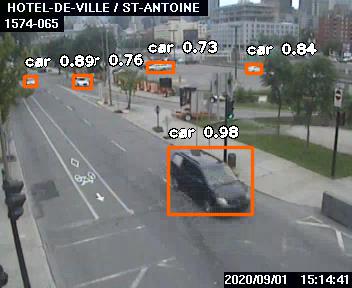 HOTEL-DE-VILLE / ST-ANTOINE
1574-065
car 0.73
car 0.84
car 0.89
r 0.76
car 0.98
2020/09/01 15:14:41